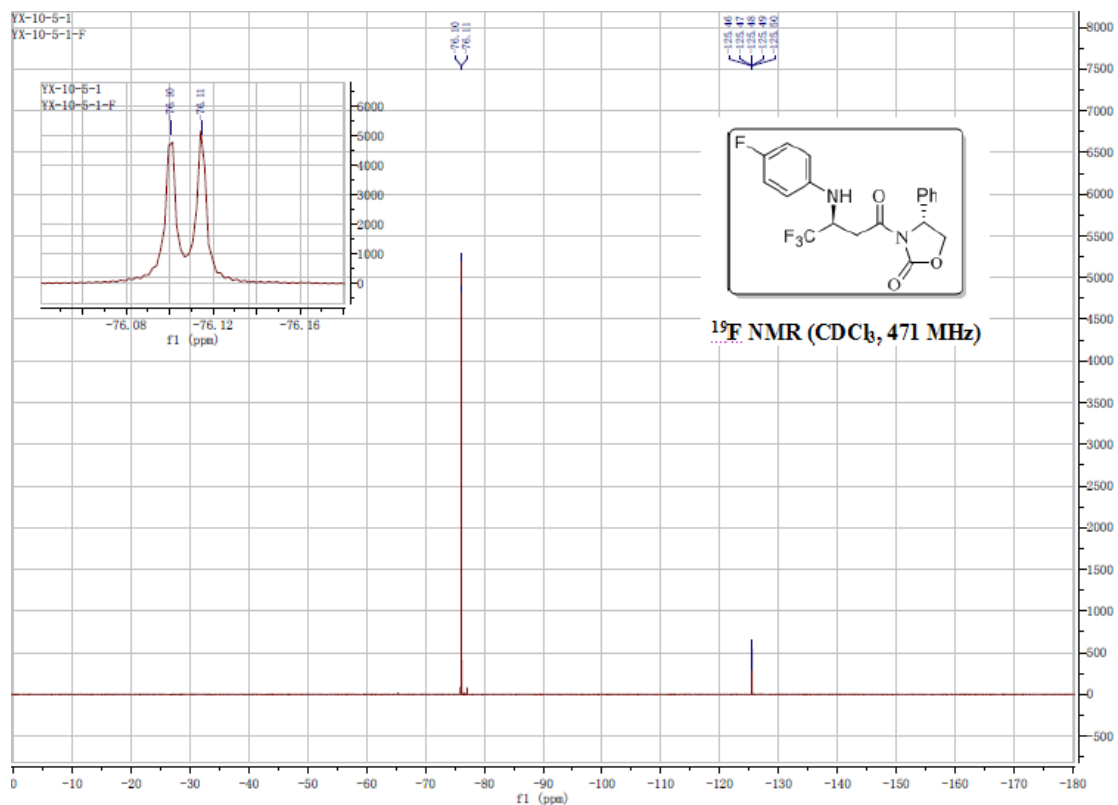 YX-10-5-1
YX-10-5-1-F
-76.10
-76.11
-125.46
-125.47
-125.48
-125.49
-125.50
YX-10-5-1
YX-10-5-1-F
-76.10
-76.11
6000
5000
4000
3000
2000
1000
0
-76.08 -76.12 -76.16
f1 (ppm)
F
NH
O
Ph
F3C
N
O
O
¹⁹F NMR (CDCl₃, 471 MHz)
8000
7500
7000
6500
6000
5500
5000
4500
4000
3500
3000
2500
2000
1500
1000
500
0
-500
0 -10 -20 -30 -40 -50 -60 -70 -80 -90 -100 -110 -120 -130 -140 -150 -160 -170 -180
f1 (ppm)